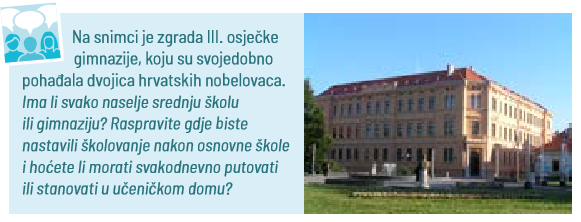 Na snimci je zgrada III. osječke
gimnazije, koju su svojedobno
pohađala dvojica hrvatskih nobelovaca.
Ima li svako naselje srednju školu
ili gimnaziju? Raspravite gdje biste
nastavili školovanje nakon osnovne škole
i hoćete li morati svakodnevno putovati
ili stanovati u učeničkom domu?